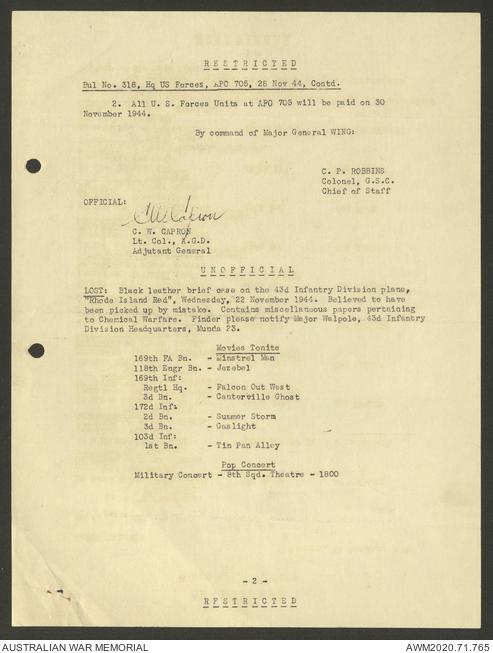 RESTRICTED
Bul No. 316, Hq US Forces, APO 705, 28 Nov 44, Contd.
2. All U. S. Forces Units at APO 705 will be paid on 30
November 1944.
By command of Major General WING:
C. P. ROBBINS
Colonel, G.S.C.
Chief of Staff
OFFICIAL:
C W Capron
C. W. CAPRON
Lt. Col., A.G.D.
Adjutant General
UNOFFICIAL
LOST: Black leather brief case on the 43d Infantry Division plane,
"Rhode Island Red", Wednesday, 22 November 1944. Believed to have
been picked up by mistake. Contains miscellaneous papers pertaining
to Chemical Warfare. Finder please notify Major Walpole, 43d Infantry
Division Headquarters, Munda 23.
Movies Tonite
169th FA Bn. - Minstrel Man
118th Engr Bn. - Jezebel
169th Inf:
Regtl Hq. - Falcon Out West
3d Bn. - Canterville Ghost
172d Inf:
2d Bn. - Summer Storm
3d Bn. - Gaslight
103d Inf:
1st Bn. - Tin Pan Alley
Pop Concert
Military Concert - 8th Sqd. Theatre - 1800
- 2 -
RESTRICTED
AUSTRALIAN WAR MEMORIAL AWM2020.71.765